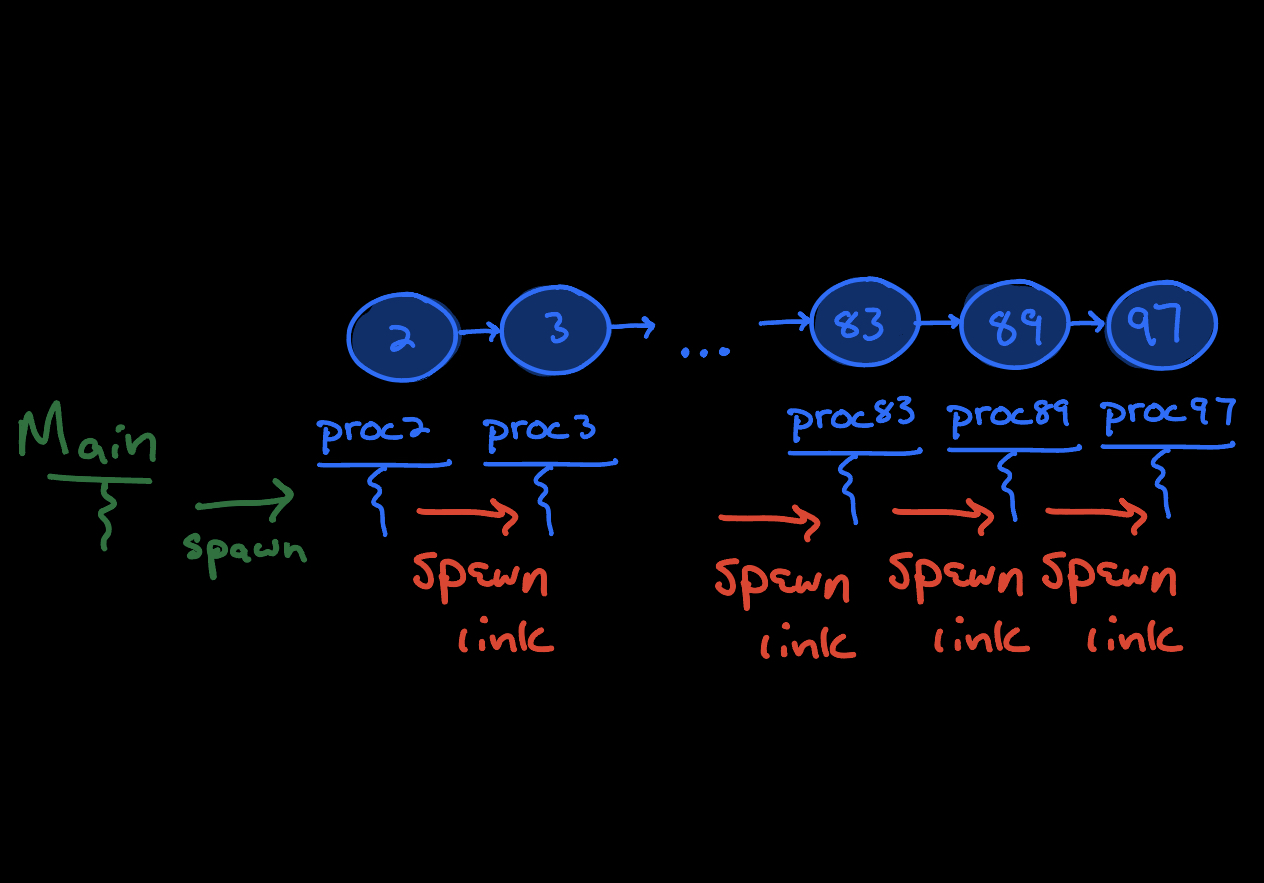 2
3
...
83
89
97
Main
proc2
proc3
proc83
proc89
proc97
spawn
spawn
link
spawn
link
spawn
link
spawn
link